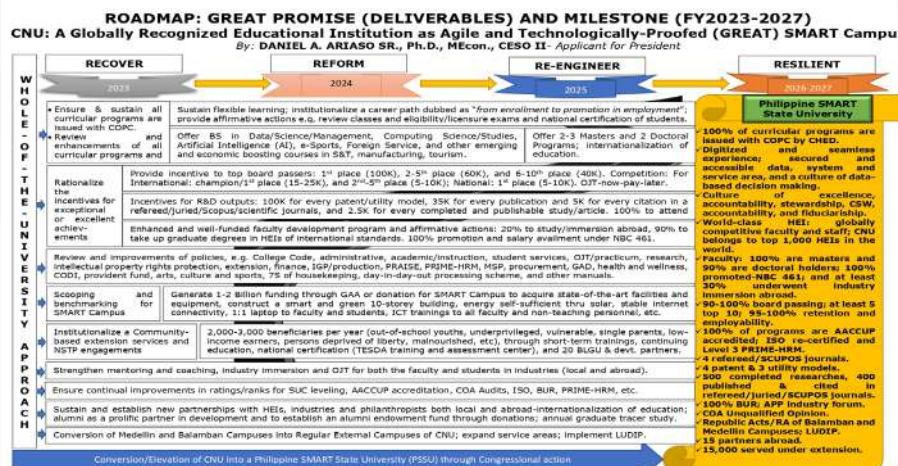 ROADMAP: GREAT PROMISE (DELIVERABLES) AND MILESTONE (FY2023-2027)
CNU: A Globally Recognized Educational Institution as Agile and Technologically-Proofed (GREAT) SMART Campu
By: DANIEL A. ARIASO SR., Ph.D., MEcon., CESO II- Applicant for President
RECOVER
REFORM
RE-ENGINEER
RESILIENT
2023
2024
2025
2026-2027
WHOLE-OF-THE-UNIVERSITY APPROACH
• Ensure & sustain all
curricular programs are
issued with COPC.
• Review and
enhancements of all
curricular programs and
Sustain flexible learning; institutionalize a career path dubbed as "from enrollment to promotion in employment";
provide affirmative actions e.g. review classes and eligibility/licensure exams and national certification of students.
Offer BS in Data/Science/Management, Computing Science/Studies,
Artificial Intelligence (AI), e-Sports, Foreign Service, and other emerging
and economic boosting courses in S&T, manufacturing, tourism.
Offer 2-3 Masters and 2 Doctoral
Programs; internationalization of
education.
Rationalize
the
incentives for
exceptional
or excellent
achiev-
ements
Provide incentive to top board passers: 1st place (100K), 2-5th place (60K), and 6-10th place (40K). Competition: For
International: champion/1st place (15-25K), and 2nd-5th place (5-10K); National: 1st place (5-10K). OJT-now-pay-later.
Incentives for R&D outputs: 100K for every patent/utility model, 35K for every publication and 5K for every citation in a
refereed/juried/Scopus/scientific journals, and 2.5K for every completed and publishable study/article. 100% to attend
Enhanced and well-funded faculty development program and affirmative actions: 20% to study/immersion abroad, 90% to
take up graduate degrees in HEIs of international standards. 100% promotion and salary availment under NBC 461.
Review and improvements of policies, e.g. College Code, administrative, academic/instruction, student services, OJT/practicum, research,
intellectual property rights protection, extension, finance, IGP/production, PRAISE, PRIME-HRM, MSP, procurement, GAD, health and wellness,
CODI, provident fund, arts, culture and sports, 7S of housekeeping, day-in-day-out processing scheme, and other manuals.
Scooping and
benchmarking for
SMART Campus
Generate 1-2 Billion funding through GAA or donation for SMART Campus to acquire state-of-the-art facilities and
equipment, construct a smart and green 10-storey building, energy self-sufficient thru solar, stable internet
connectivity, 1:1 laptop to faculty and students, ICT trainings to all faculty and non-teaching personnel, etc.
Institutionalize a Community-
based extension services and
NSTP engagements
2,000-3,000 beneficiaries per year (out-of-school youths, underprivileged, vulnerable, single parents, low-
income earners, persons deprived of liberty, malnourished, etc), through short-term trainings, continuing
education, national certification (TESDA training and assessment center), and 20 BLGU & devt. partners.
Strengthen mentoring and coaching, industry immersion and OJT for both the faculty and students in industries (local and abroad).
Ensure continual improvements in ratings/ranks for SUC leveling, AACCUP accreditation, COA Audits, ISO, BUR, PRIME-HRM, etc.
Sustain and establish new partnerships with HEIs, industries and philanthropists both local and abroad-internationalization of education;
alumni as a prolific partner in development and to establish an alumni endowment fund through donations; annual graduate tracer study.
Conversion of Medellin and Balamban Campuses into Regular External Campuses of CNU; expand service areas; implement LUDIP.
Conversion/Elevation of CNU into a Philippine SMART State University (PSSU) through Congressional action
Philippine SMART
State University
✓100% of curricular programs are
issued with COPC by CHED.
✓Digitized and seamless
experience; secured and
accessible data, system and
service area, and a culture of data-
based decision making.
✓Culture of excellence,
accountability, stewardship, CSW,
accountability, and fiduciarship.
✓World-class HEI: globally
competitive faculty and staff; CNU
belongs to top 1,000 HEIs in the
world.
✓Faculty: 100% are masters and
90% are doctoral holders; 100%
promoted-NBC 461; and at least
30% underwent industry
immersion abroad.
✓90-100% board passing; at least 5
top 10; 95-100% retention and
employability.
✓100% of programs are AACCUP
accredited; ISO re-certified and
Level 3 PRIME-HRM.
✓4 refereed/SCUPOS journals.
✓4 patent & 3 utility models.
✓500 completed researches, 400
published & cited in
refereed/juried/SCUPOS journals.
✓100% BUR; APP industry forum.
✓COA Unqualified Opinion.
✓Republic Acts/RA of Balamban and
Medellin Campuses; LUDIP.
✓15 partners abroad.
✓15,000 served under extension.